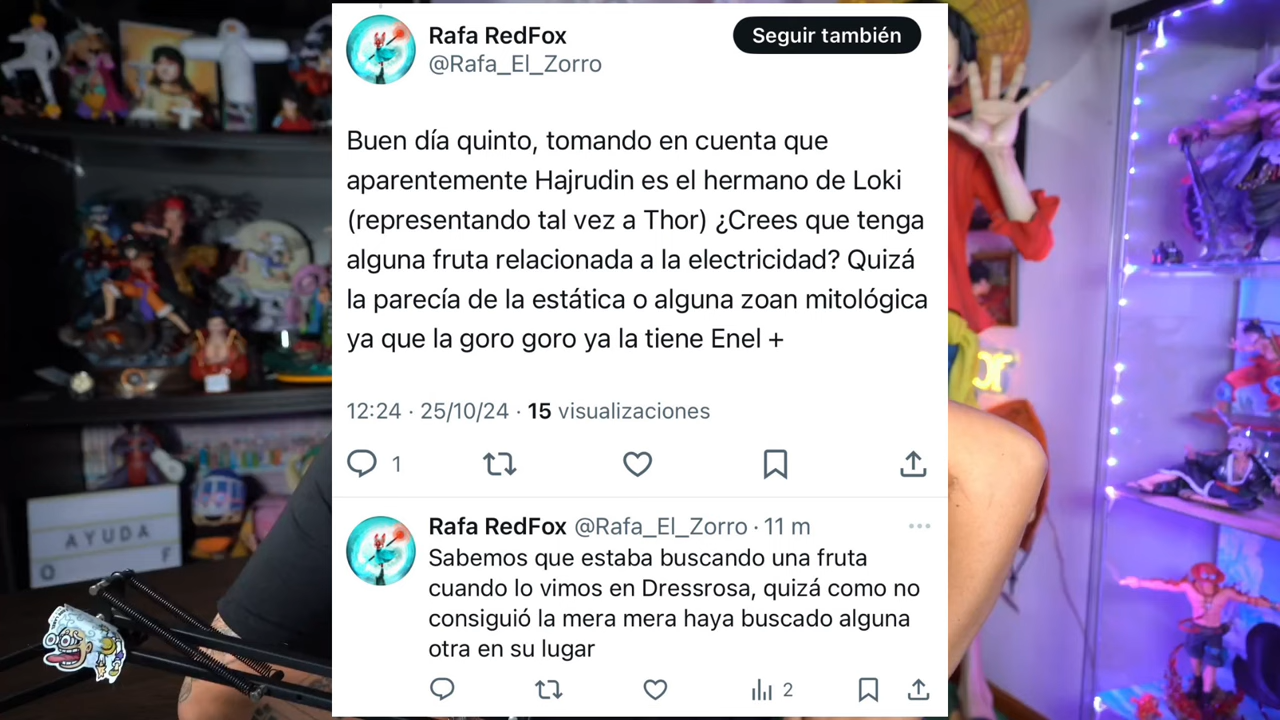 Rafa RedFox
@Rafa_El_Zorro
Seguir también
Buen día quinto, tomando en cuenta que
aparentemente Hajrudin es el hermano de Loki
(representando tal vez a Thor) ¿Crees que tenga
alguna fruta relacionada a la electricidad? Quizá
la parecía de la estática o alguna zoan mitológica
ya que la goro goro ya la tiene Enel +
12:24 · 25/10/24 · 15 visualizaciones
1
Rafa RedFox @Rafa_El_Zorro · 11 m
Sabemos que estaba buscando una fruta
cuando lo vimos en Dressrosa, quizá como no
consiguió la mera mera haya buscado alguna
otra en su lugar
2
AYUDA
Q F